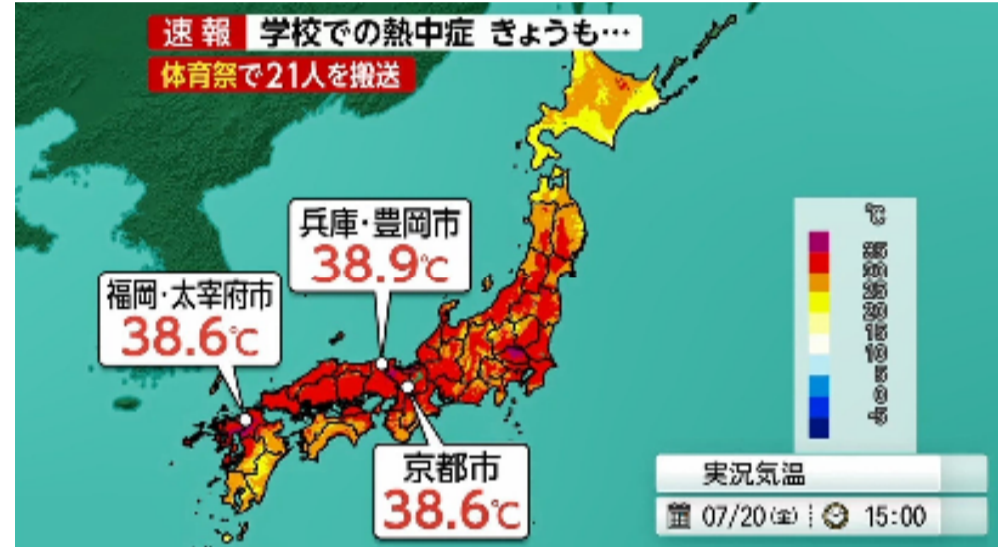 速報 学校での熱中症 きょうも…
体育祭で21人を搬送
兵庫・豊岡市
38.9℃
福岡・太宰府市
38.6℃
京都市
38.6℃
℃
35
30
25
20
15
10
5
0
-5
実況気温
07/20(金) 15:00